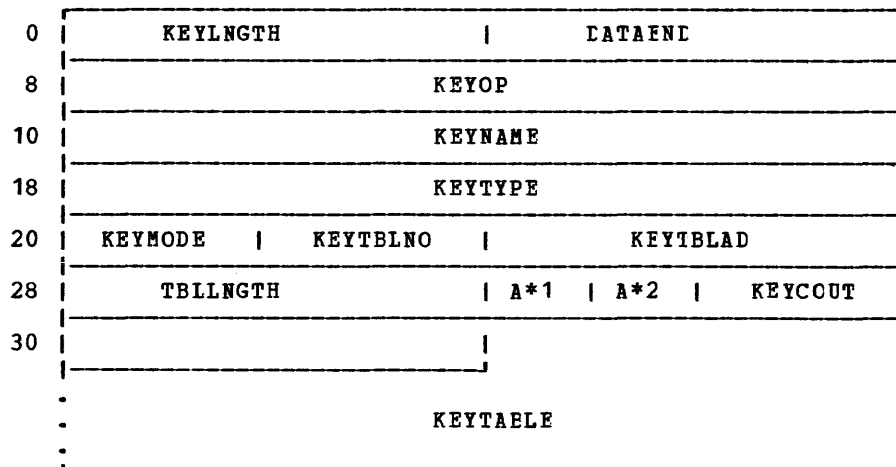 0 KEYLNGTH DATAEND
8 KEYOP
10 KEYNAME
18 KEYTYPE
20 KEYMODE KEYTBLNO KEYTBLAD
28 TBLLNGTH A*1 A*2 KEYCOUT
30
KEYTABLE